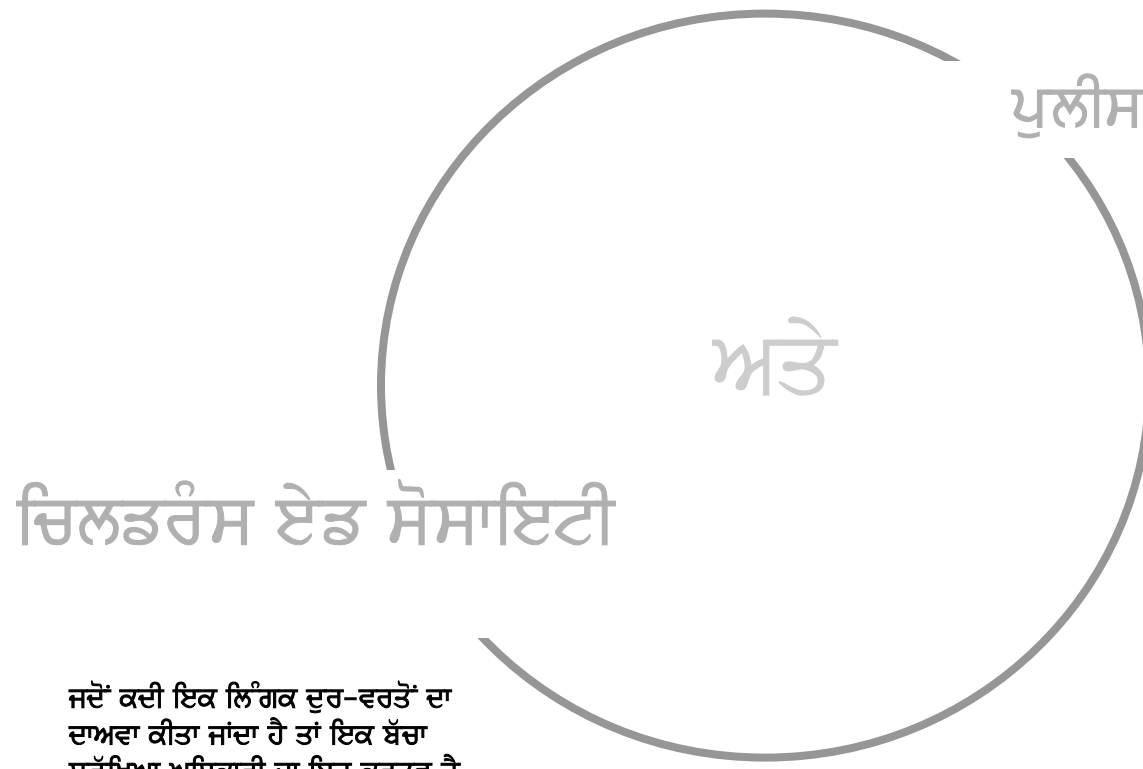 ਪੁਲੀਸ
ਅਤੇ
ਚਿਲਡਰੰਸ ਏਡ ਸੋਸਾਇਟੀ
ਜਦੋਂ ਕਦੀ ਇਕ ਲਿੰਗਕ ਦੁਰ-ਵਰਤੋਂ ਦਾ
ਦਾਅਵਾ ਕੀਤਾ ਜਾਂਦਾ ਹੈ ਤਾਂ ਇਕ ਬੱਚਾ